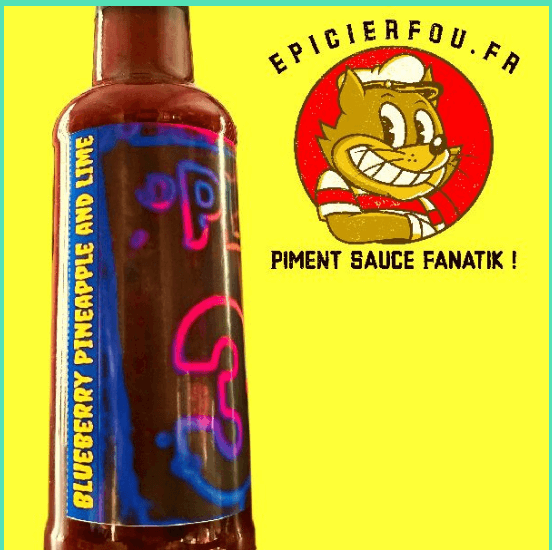 EPICIERFOU.FR
PIMENT SAUCE FANATIK !
BLUEBERRY PINEAPPLE AND LIME